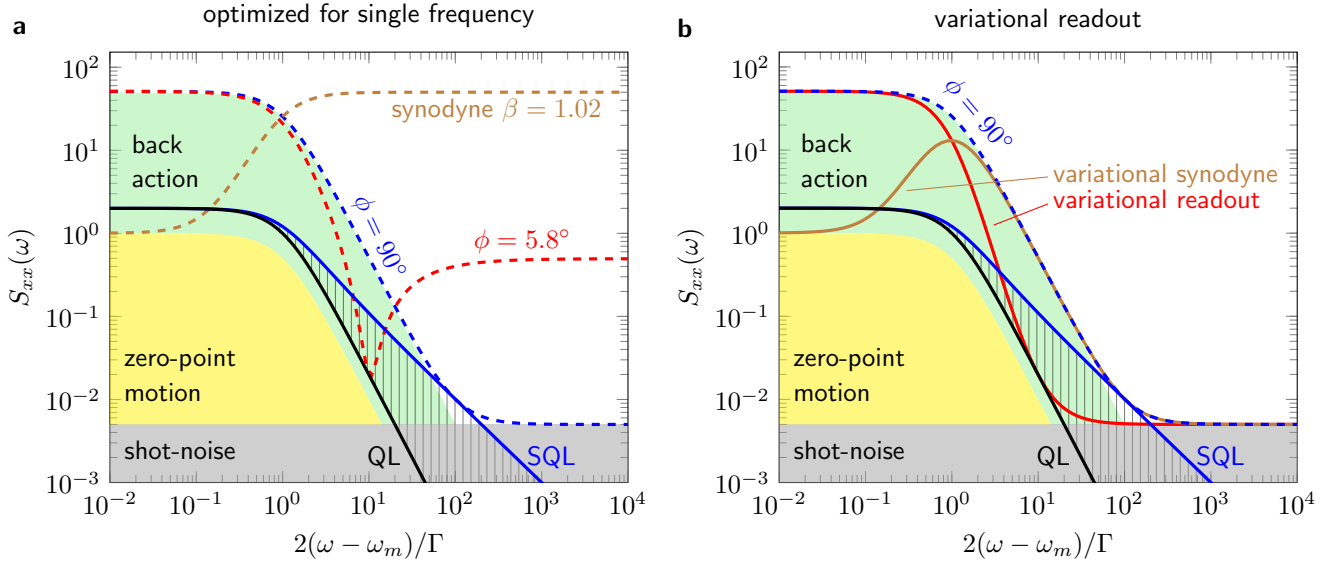 optimized for single frequency
a
10^2
10^1
10^0
10^−1
10^−2
10^−3
S_xx(ω)
back
action
zero-point
motion
shot-noise
synodyne β = 1.02
ϕ = 90°
ϕ = 5.8°
QL
SQL
10^−2 10^−1 10^0 10^1 10^2 10^3 10^4
2(ω − ω_m)/Γ
variational readout
b
10^2
10^1
10^0
10^−1
10^−2
10^−3
S_xx(ω)
back
action
zero-point
motion
shot-noise
ϕ = 90°
variational synodyne
variational readout
QL
SQL
10^−2 10^−1 10^0 10^1 10^2 10^3 10^4
2(ω − ω_m)/Γ